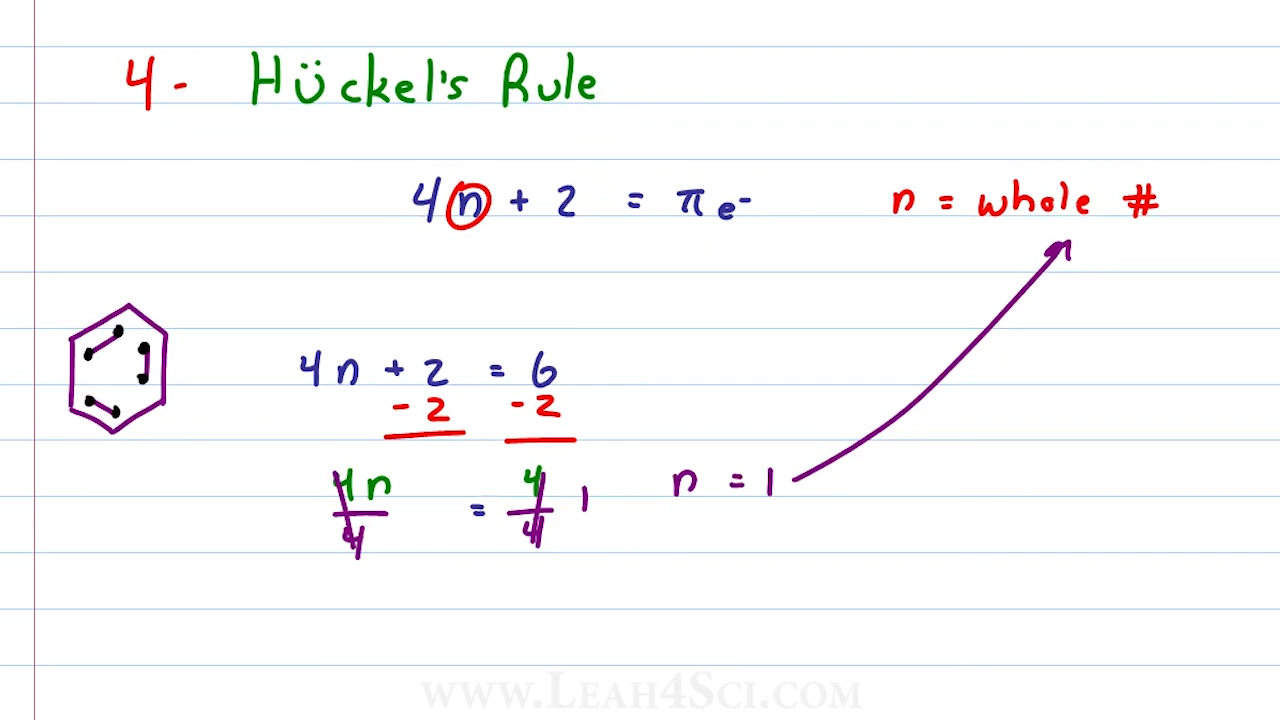 4- Hückel's Rule
4n + 2 = π e- n = whole #
4n + 2 = 6
-2 -2
4n/4 = 4/4 1 n = 1
www.Leah4Sci.com